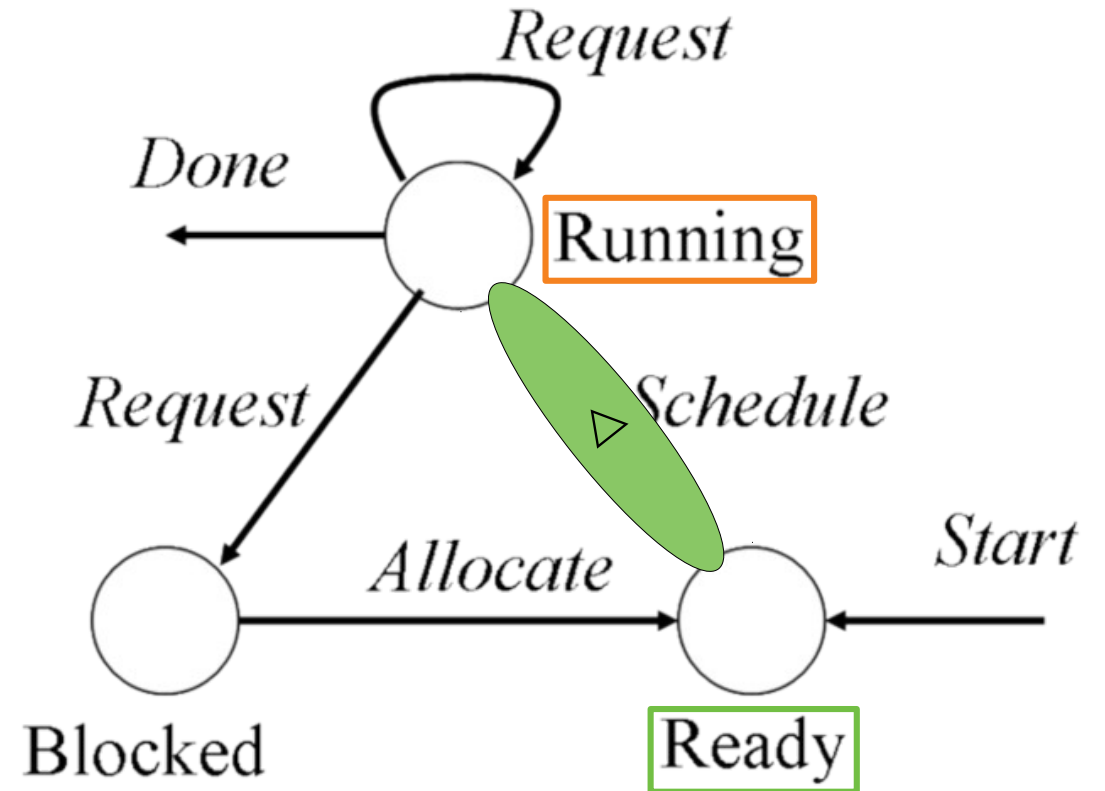 Request
Done
Running
Request
Schedule
Allocate
Start
Blocked
Ready